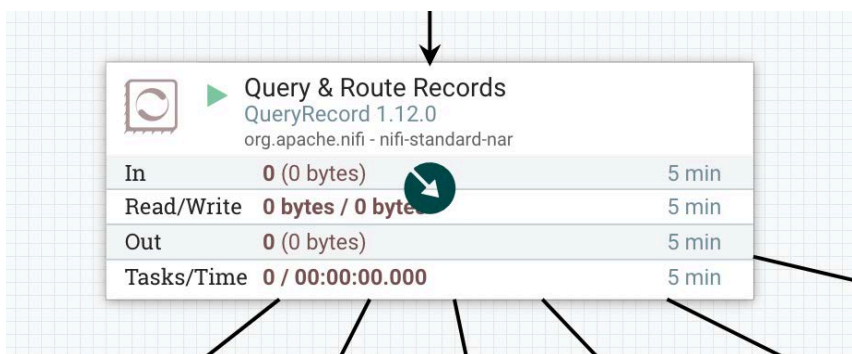 Query & Route Records
QueryRecord 1.12.0
org.apache.nifi - nifi-standard-nar
In 0 (0 bytes) 5 min
Read/Write 0 bytes / 0 bytes 5 min
Out 0 (0 bytes) 5 min
Tasks/Time 0 / 00:00:00.000 5 min